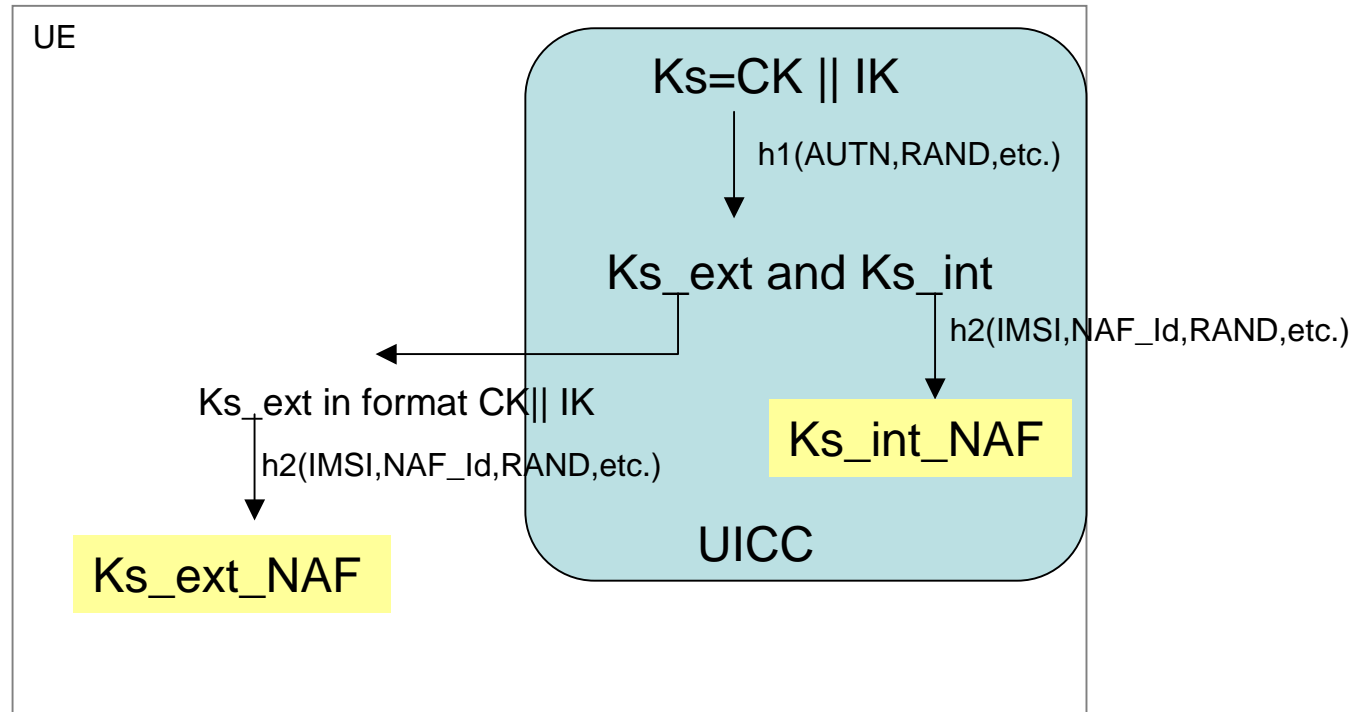 UE
Ks=CK || IK
h1(AUTN,RAND,etc.)
Ks_ext and Ks_int
h2(IMSI,NAF_Id,RAND,etc.)
Ks_ext in format CK|| IK
Ks_int_NAF
h2(IMSI,NAF_Id,RAND,etc.)
UICC
Ks_ext_NAF